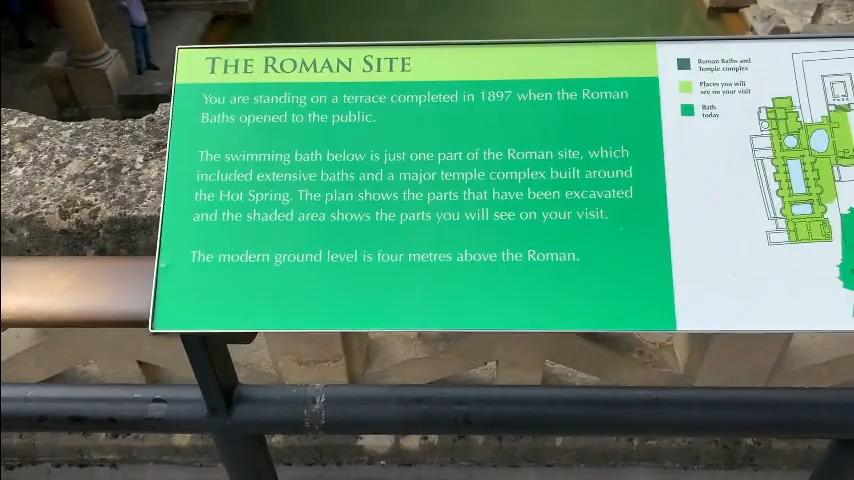 THE ROMAN SITE
You are standing on a terrace completed in 1897 when the Roman
Baths opened to the public.
The swimming bath below is just one part of the Roman site, which
included extensive baths and a major temple complex built around
the Hot Spring. The plan shows the parts that have been excavated
and the shaded area shows the parts you will see on your visit.
The modern ground level is four metres above the Roman.
Roman Baths and
Temple complex
Places you will
see on your visit
Bath
today